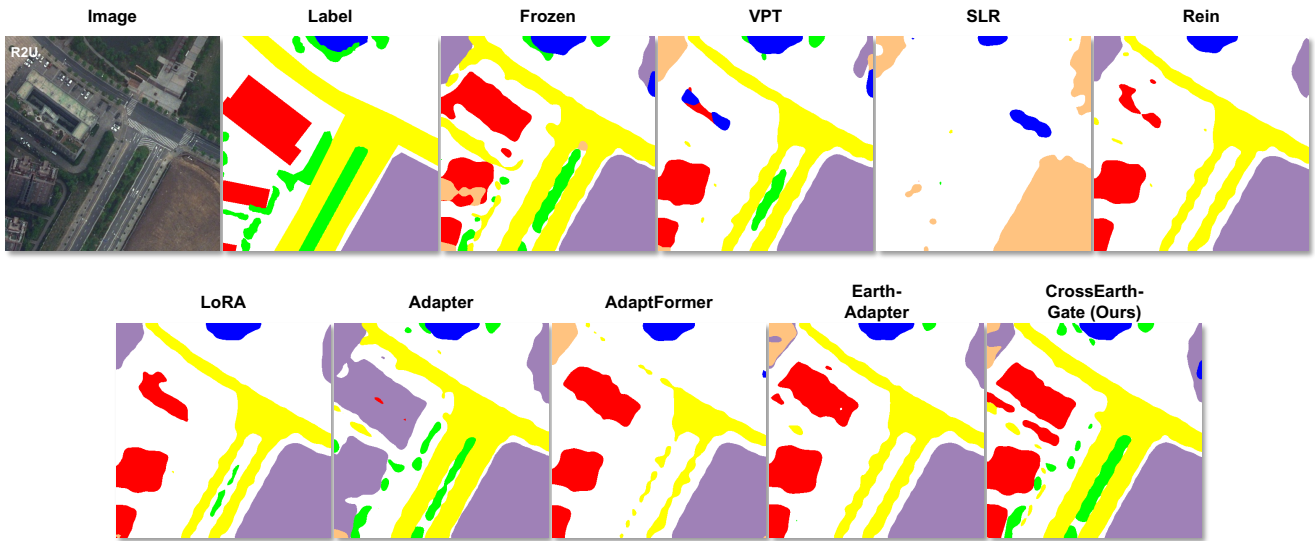 Image Label Frozen VPT SLR Rein
R2U.
LoRA Adapter AdaptFormer Earth-
Adapter CrossEarth-
Gate (Ours)